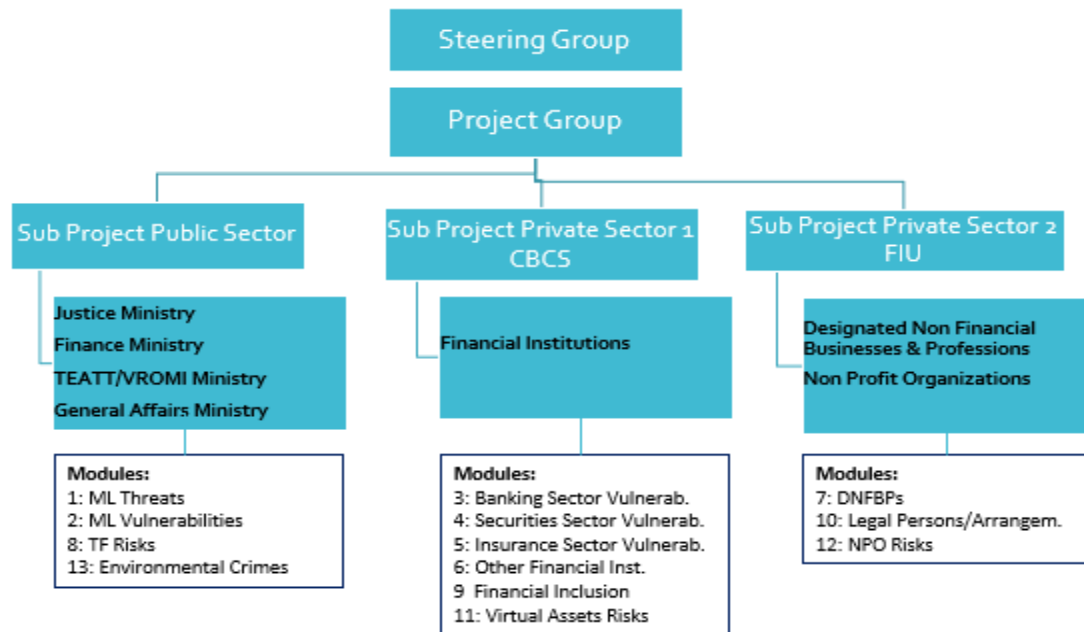 Steering Group
Project Group
Sub Project Public Sector
Sub Project Private Sector 1
CBCS
Sub Project Private Sector 2
FIU
Justice Ministry
Finance Ministry
TEATT/VROMI Ministry
General Affairs Ministry
Financial Institutions
Designated Non Financial
Businesses & Professions
Non Profit Organizations
Modules:
1: ML Threats
2: ML Vulnerabilities
8: TF Risks
13: Environmental Crimes
Modules:
3: Banking Sector Vulnerab.
4: Securities Sector Vulnerab.
5: Insurance Sector Vulnerab.
6: Other Financial Inst.
9 Financial Inclusion
11: Virtual Assets Risks
Modules:
7: DNFBPs
10: Legal Persons/Arrangem.
12: NPO Risks